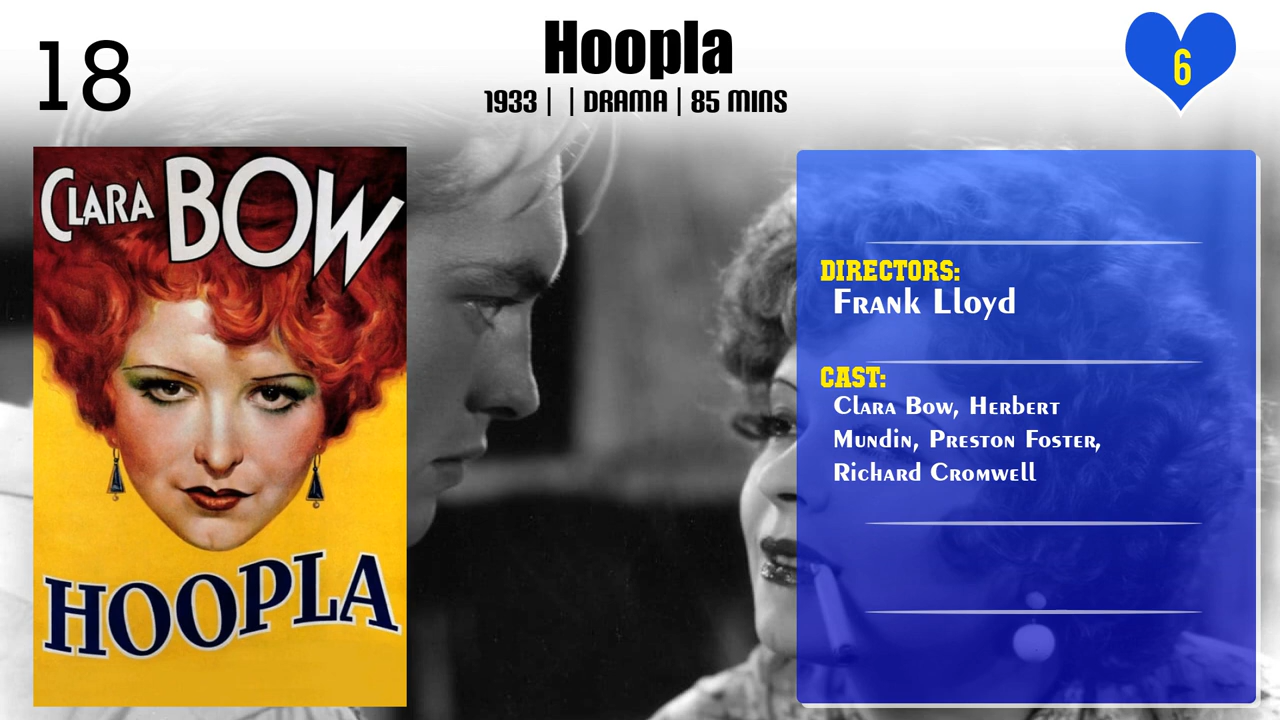 18
Hoopla
1933 | | DRAMA | 85 MINS
6
CLARA BOW
HOOPLA
DIRECTORS:
Frank Lloyd
CAST:
Clara Bow, Herbert
Mundin, Preston Foster,
Richard Cromwell